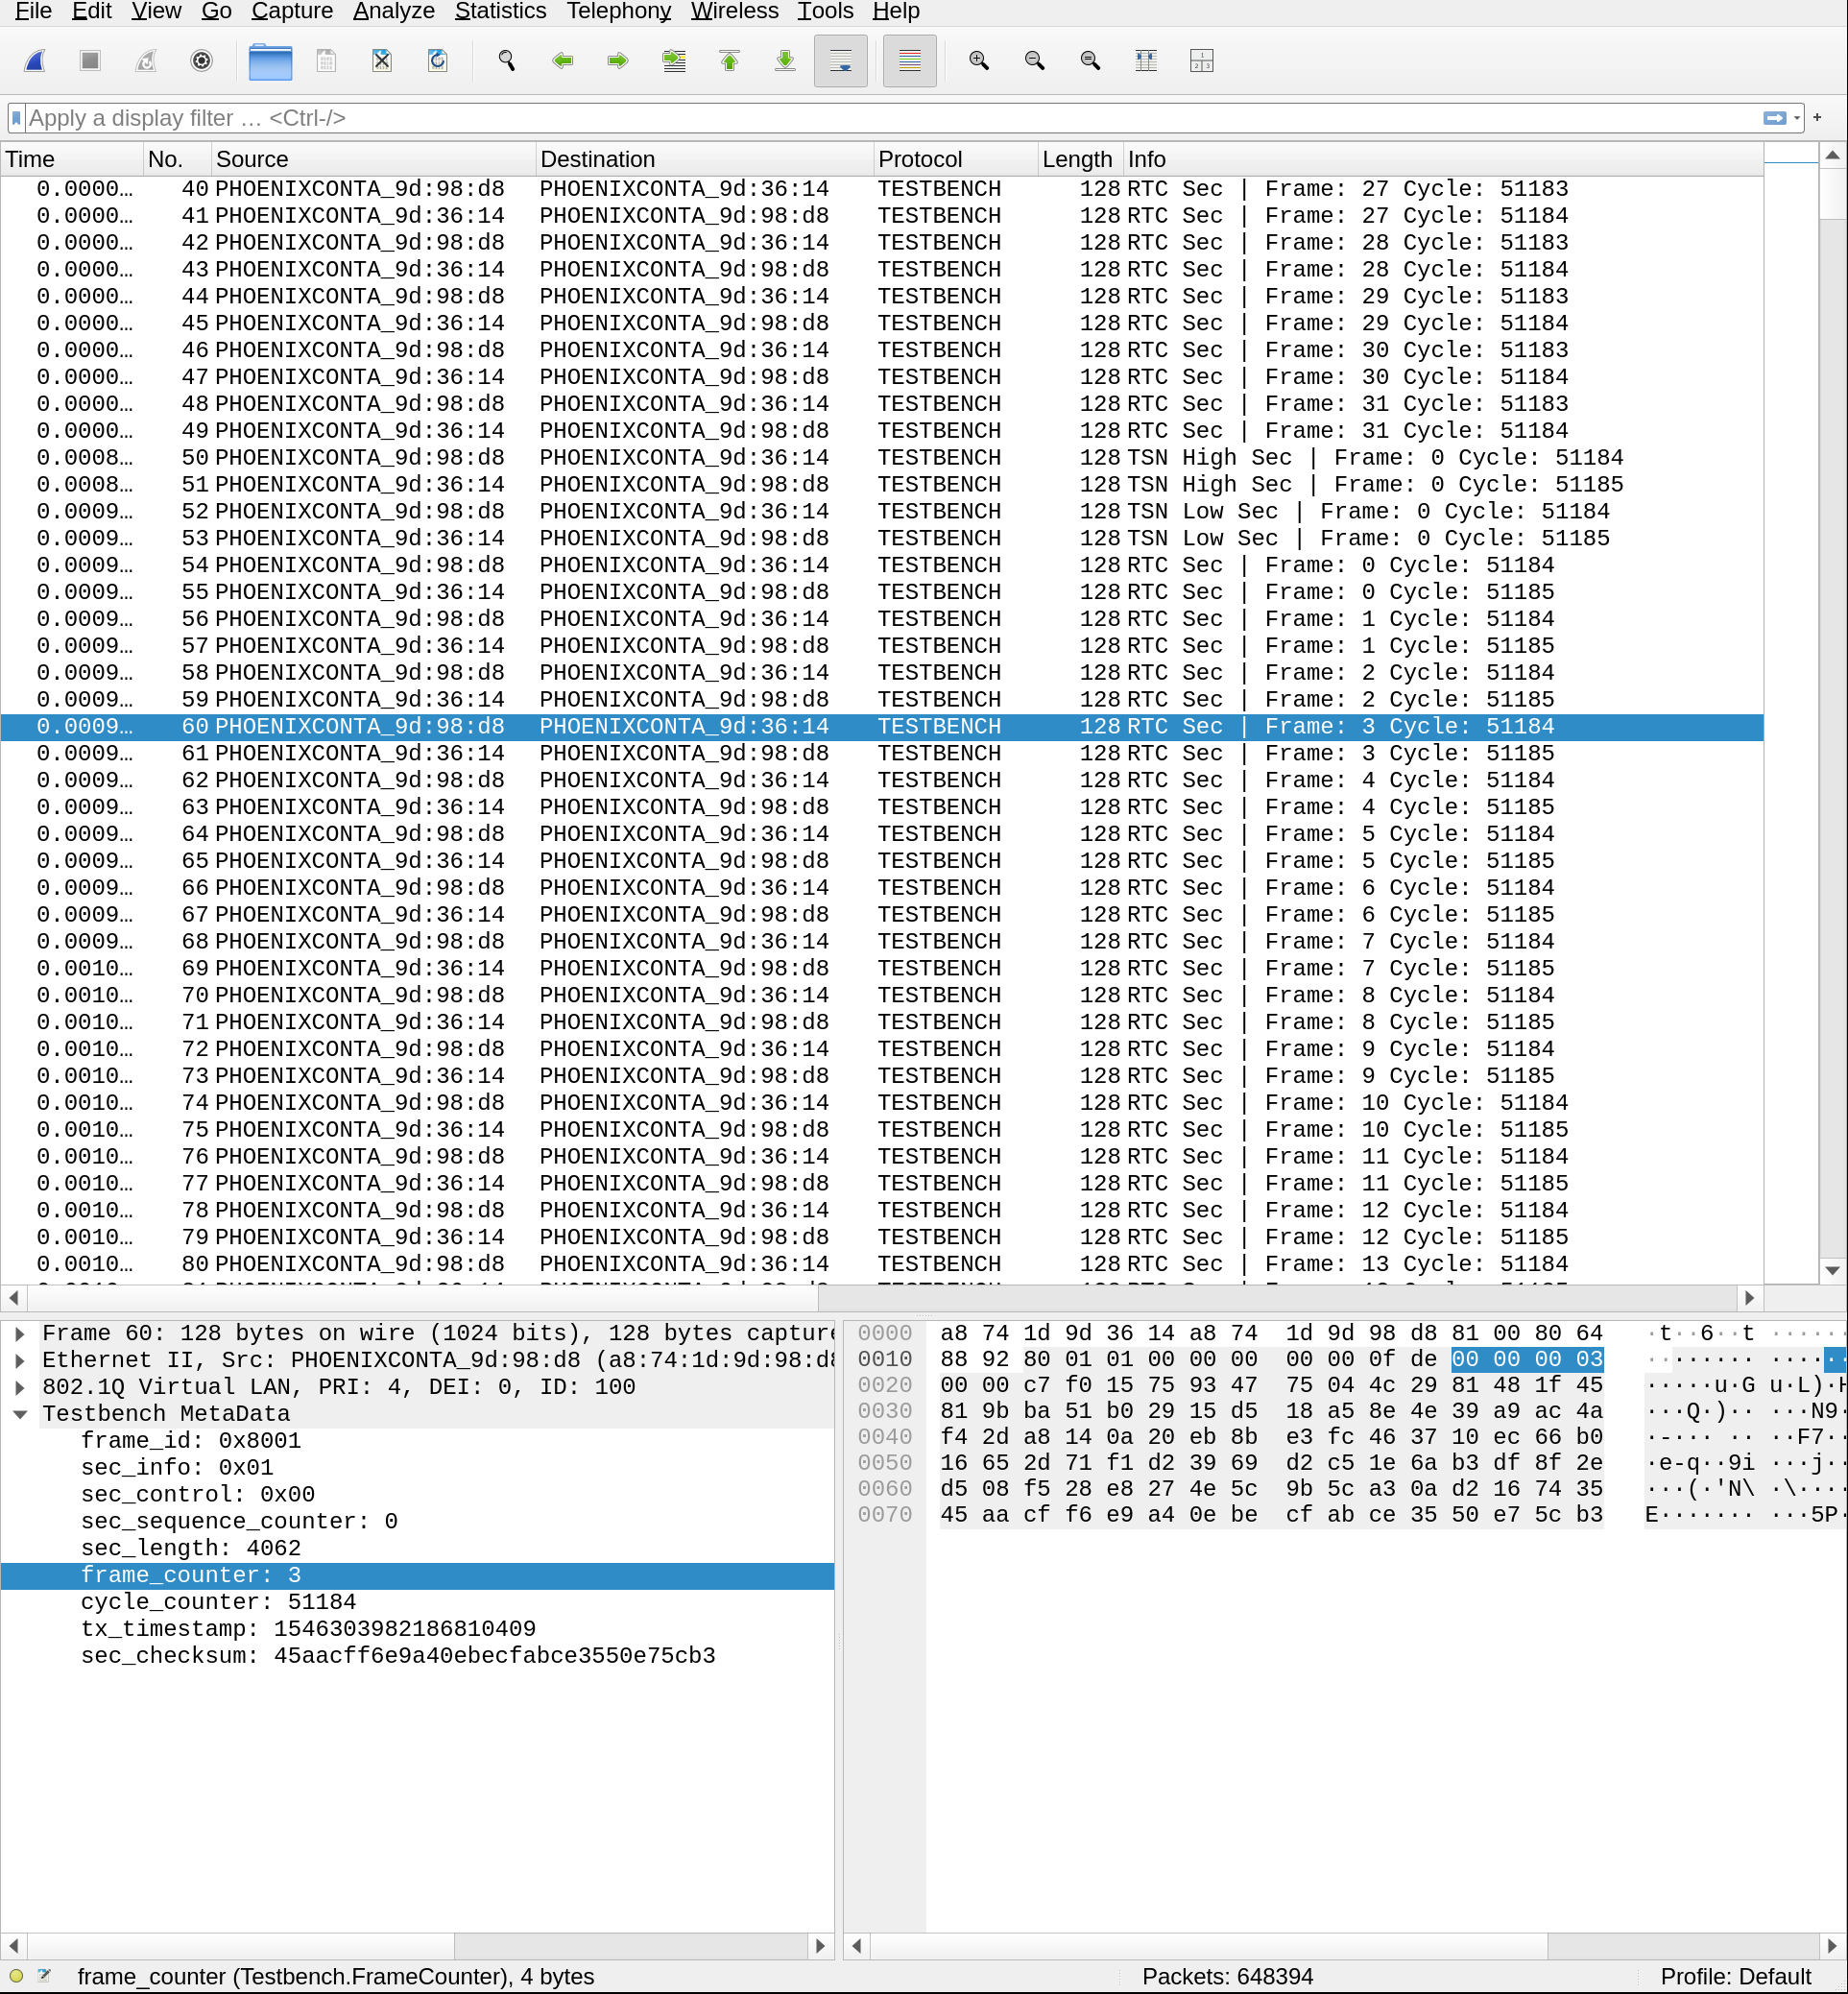 File Edit View Go Capture Analyze Statistics Telephony Wireless Tools Help
Apply a display filter … <Ctrl-/>
Time No. Source Destination Protocol Length Info
0.0000… 40 PHOENIXCONTA_9d:98:d8 PHOENIXCONTA_9d:36:14 TESTBENCH 128 RTC Sec | Frame: 27 Cycle: 51183
0.0000… 41 PHOENIXCONTA_9d:36:14 PHOENIXCONTA_9d:98:d8 TESTBENCH 128 RTC Sec | Frame: 27 Cycle: 51184
0.0000… 42 PHOENIXCONTA_9d:98:d8 PHOENIXCONTA_9d:36:14 TESTBENCH 128 RTC Sec | Frame: 28 Cycle: 51183
0.0000… 43 PHOENIXCONTA_9d:36:14 PHOENIXCONTA_9d:98:d8 TESTBENCH 128 RTC Sec | Frame: 28 Cycle: 51184
0.0000… 44 PHOENIXCONTA_9d:98:d8 PHOENIXCONTA_9d:36:14 TESTBENCH 128 RTC Sec | Frame: 29 Cycle: 51183
0.0000… 45 PHOENIXCONTA_9d:36:14 PHOENIXCONTA_9d:98:d8 TESTBENCH 128 RTC Sec | Frame: 29 Cycle: 51184
0.0000… 46 PHOENIXCONTA_9d:98:d8 PHOENIXCONTA_9d:36:14 TESTBENCH 128 RTC Sec | Frame: 30 Cycle: 51183
0.0000… 47 PHOENIXCONTA_9d:36:14 PHOENIXCONTA_9d:98:d8 TESTBENCH 128 RTC Sec | Frame: 30 Cycle: 51184
0.0000… 48 PHOENIXCONTA_9d:98:d8 PHOENIXCONTA_9d:36:14 TESTBENCH 128 RTC Sec | Frame: 31 Cycle: 51183
0.0000… 49 PHOENIXCONTA_9d:36:14 PHOENIXCONTA_9d:98:d8 TESTBENCH 128 RTC Sec | Frame: 31 Cycle: 51184
0.0008… 50 PHOENIXCONTA_9d:98:d8 PHOENIXCONTA_9d:36:14 TESTBENCH 128 TSN High Sec | Frame: 0 Cycle: 51184
0.0008… 51 PHOENIXCONTA_9d:36:14 PHOENIXCONTA_9d:98:d8 TESTBENCH 128 TSN High Sec | Frame: 0 Cycle: 51185
0.0009… 52 PHOENIXCONTA_9d:98:d8 PHOENIXCONTA_9d:36:14 TESTBENCH 128 TSN Low Sec | Frame: 0 Cycle: 51184
0.0009… 53 PHOENIXCONTA_9d:36:14 PHOENIXCONTA_9d:98:d8 TESTBENCH 128 TSN Low Sec | Frame: 0 Cycle: 51185
0.0009… 54 PHOENIXCONTA_9d:98:d8 PHOENIXCONTA_9d:36:14 TESTBENCH 128 RTC Sec | Frame: 0 Cycle: 51184
0.0009… 55 PHOENIXCONTA_9d:36:14 PHOENIXCONTA_9d:98:d8 TESTBENCH 128 RTC Sec | Frame: 0 Cycle: 51185
0.0009… 56 PHOENIXCONTA_9d:98:d8 PHOENIXCONTA_9d:36:14 TESTBENCH 128 RTC Sec | Frame: 1 Cycle: 51184
0.0009… 57 PHOENIXCONTA_9d:36:14 PHOENIXCONTA_9d:98:d8 TESTBENCH 128 RTC Sec | Frame: 1 Cycle: 51185
0.0009… 58 PHOENIXCONTA_9d:98:d8 PHOENIXCONTA_9d:36:14 TESTBENCH 128 RTC Sec | Frame: 2 Cycle: 51184
0.0009… 59 PHOENIXCONTA_9d:36:14 PHOENIXCONTA_9d:98:d8 TESTBENCH 128 RTC Sec | Frame: 2 Cycle: 51185
0.0009… 60 PHOENIXCONTA_9d:98:d8 PHOENIXCONTA_9d:36:14 TESTBENCH 128 RTC Sec | Frame: 3 Cycle: 51184
0.0009… 61 PHOENIXCONTA_9d:36:14 PHOENIXCONTA_9d:98:d8 TESTBENCH 128 RTC Sec | Frame: 3 Cycle: 51185
0.0009… 62 PHOENIXCONTA_9d:98:d8 PHOENIXCONTA_9d:36:14 TESTBENCH 128 RTC Sec | Frame: 4 Cycle: 51184
0.0009… 63 PHOENIXCONTA_9d:36:14 PHOENIXCONTA_9d:98:d8 TESTBENCH 128 RTC Sec | Frame: 4 Cycle: 51185
0.0009… 64 PHOENIXCONTA_9d:98:d8 PHOENIXCONTA_9d:36:14 TESTBENCH 128 RTC Sec | Frame: 5 Cycle: 51184
0.0009… 65 PHOENIXCONTA_9d:36:14 PHOENIXCONTA_9d:98:d8 TESTBENCH 128 RTC Sec | Frame: 5 Cycle: 51185
0.0009… 66 PHOENIXCONTA_9d:98:d8 PHOENIXCONTA_9d:36:14 TESTBENCH 128 RTC Sec | Frame: 6 Cycle: 51184
0.0009… 67 PHOENIXCONTA_9d:36:14 PHOENIXCONTA_9d:98:d8 TESTBENCH 128 RTC Sec | Frame: 6 Cycle: 51185
0.0009… 68 PHOENIXCONTA_9d:98:d8 PHOENIXCONTA_9d:36:14 TESTBENCH 128 RTC Sec | Frame: 7 Cycle: 51184
0.0010… 69 PHOENIXCONTA_9d:36:14 PHOENIXCONTA_9d:98:d8 TESTBENCH 128 RTC Sec | Frame: 7 Cycle: 51185
0.0010… 70 PHOENIXCONTA_9d:98:d8 PHOENIXCONTA_9d:36:14 TESTBENCH 128 RTC Sec | Frame: 8 Cycle: 51184
0.0010… 71 PHOENIXCONTA_9d:36:14 PHOENIXCONTA_9d:98:d8 TESTBENCH 128 RTC Sec | Frame: 8 Cycle: 51185
0.0010… 72 PHOENIXCONTA_9d:98:d8 PHOENIXCONTA_9d:36:14 TESTBENCH 128 RTC Sec | Frame: 9 Cycle: 51184
0.0010… 73 PHOENIXCONTA_9d:36:14 PHOENIXCONTA_9d:98:d8 TESTBENCH 128 RTC Sec | Frame: 9 Cycle: 51185
0.0010… 74 PHOENIXCONTA_9d:98:d8 PHOENIXCONTA_9d:36:14 TESTBENCH 128 RTC Sec | Frame: 10 Cycle: 51184
0.0010… 75 PHOENIXCONTA_9d:36:14 PHOENIXCONTA_9d:98:d8 TESTBENCH 128 RTC Sec | Frame: 10 Cycle: 51185
0.0010… 76 PHOENIXCONTA_9d:98:d8 PHOENIXCONTA_9d:36:14 TESTBENCH 128 RTC Sec | Frame: 11 Cycle: 51184
0.0010… 77 PHOENIXCONTA_9d:36:14 PHOENIXCONTA_9d:98:d8 TESTBENCH 128 RTC Sec | Frame: 11 Cycle: 51185
0.0010… 78 PHOENIXCONTA_9d:98:d8 PHOENIXCONTA_9d:36:14 TESTBENCH 128 RTC Sec | Frame: 12 Cycle: 51184
0.0010… 79 PHOENIXCONTA_9d:36:14 PHOENIXCONTA_9d:98:d8 TESTBENCH 128 RTC Sec | Frame: 12 Cycle: 51185
0.0010… 80 PHOENIXCONTA_9d:98:d8 PHOENIXCONTA_9d:36:14 TESTBENCH 128 RTC Sec | Frame: 13 Cycle: 51184
Frame 60: 128 bytes on wire (1024 bits), 128 bytes capture
Ethernet II, Src: PHOENIXCONTA_9d:98:d8 (a8:74:1d:9d:98:d8
802.1Q Virtual LAN, PRI: 4, DEI: 0, ID: 100
Testbench MetaData
frame_id: 0x8001
sec_info: 0x01
sec_control: 0x00
sec_sequence_counter: 0
sec_length: 4062
frame_counter: 3
cycle_counter: 51184
tx_timestamp: 1546303982186810409
sec_checksum: 45aacff6e9a40ebecfabce3550e75cb3
0000 a8 74 1d 9d 36 14 a8 74 1d 9d 98 d8 81 00 80 64 ·t··6··t ······
0010 88 92 80 01 01 00 00 00 00 00 0f de 00 00 00 03 ········ ······
0020 00 00 c7 f0 15 75 93 47 75 04 4c 29 81 48 1f 45 ·····u·G u·L)·H
0030 81 9b ba 51 b0 29 15 d5 18 a5 8e 4e 39 a9 ac 4a ···Q·)·· ···N9·
0040 f4 2d a8 14 0a 20 eb 8b e3 fc 46 37 10 ec 66 b0 ·-··· ·· ··F7··
0050 16 65 2d 71 f1 d2 39 69 d2 c5 1e 6a b3 df 8f 2e ·e-q··9i ···j··
0060 d5 08 f5 28 e8 27 4e 5c 9b 5c a3 0a d2 16 74 35 ···(·'N\ ·\····
0070 45 aa cf f6 e9 a4 0e be cf ab ce 35 50 e7 5c b3 E······· ···5P·
frame_counter (Testbench.FrameCounter), 4 bytes
Packets: 648394
Profile: Default